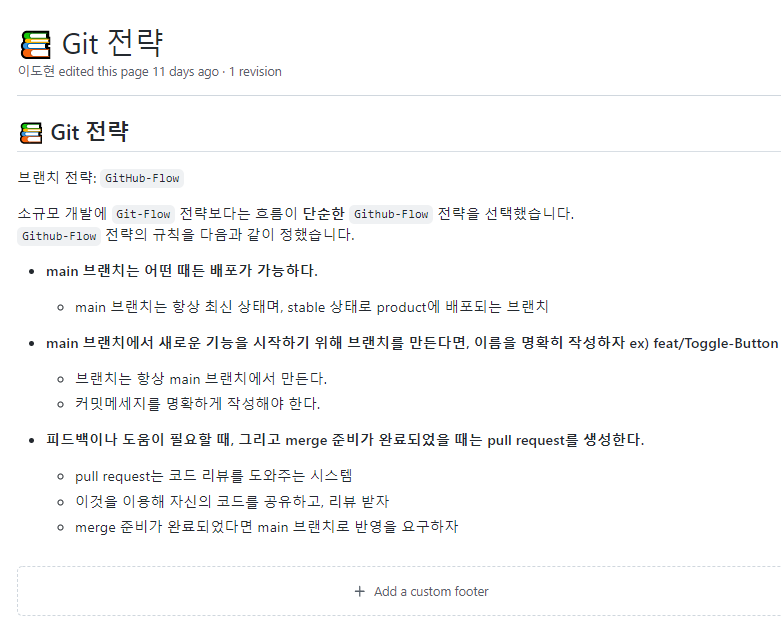 📚 Git 전략
이도현 edited this page 11 days ago · 1 revision
📚 Git 전략
브랜치 전략: GitHub-Flow
소규모 개발에 Git-Flow 전략보다는 흐름이 단순한 Github-Flow 전략을 선택했습니다.
Github-Flow 전략의 규칙을 다음과 같이 정했습니다.
main 브랜치는 어떤 때든 배포가 가능하다.
main 브랜치는 항상 최신 상태며, stable 상태로 product에 배포되는 브랜치
main 브랜치에서 새로운 기능을 시작하기 위해 브랜치를 만든다면, 이름을 명확히 작성하자 ex) feat/Toggle-Button
브랜치는 항상 main 브랜치에서 만든다.
커밋메세지를 명확하게 작성해야 한다.
피드백이나 도움이 필요할 때, 그리고 merge 준비가 완료되었을 때는 pull request를 생성한다.
pull request는 코드 리뷰를 도와주는 시스템
이것을 이용해 자신의 코드를 공유하고, 리뷰 받자
merge 준비가 완료되었다면 main 브랜치로 반영을 요구하자
+ Add a custom footer